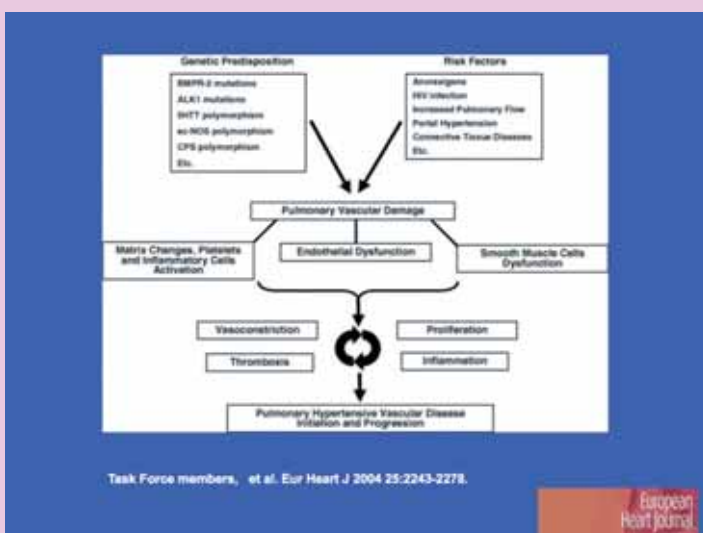 Genetic Predisposition
BMPR-2 mutations
ALK1 mutations
5HTT polymorphism
ec-NOS polymorphism
CPS polymorphism
Etc.
Risk Factors
Anorexigens
HIV infection
Increased Pulmonary Flow
Portal Hypertension
Connective Tissue Diseases
Etc.
Pulmonary Vascular Damage
Matrix Changes, Platelets
and Inflammatory Cells
Activation
Endothelial Dysfunction
Smooth Muscle Cells
Dysfunction
Vasoconstriction
Proliferation
Thrombosis
Inflammation
Pulmonary Hypertensive Vascular Disease
Initiation and Progression
Task Force members, et al. Eur Heart J 2004 25:2243-2278.
European
Heart Journal